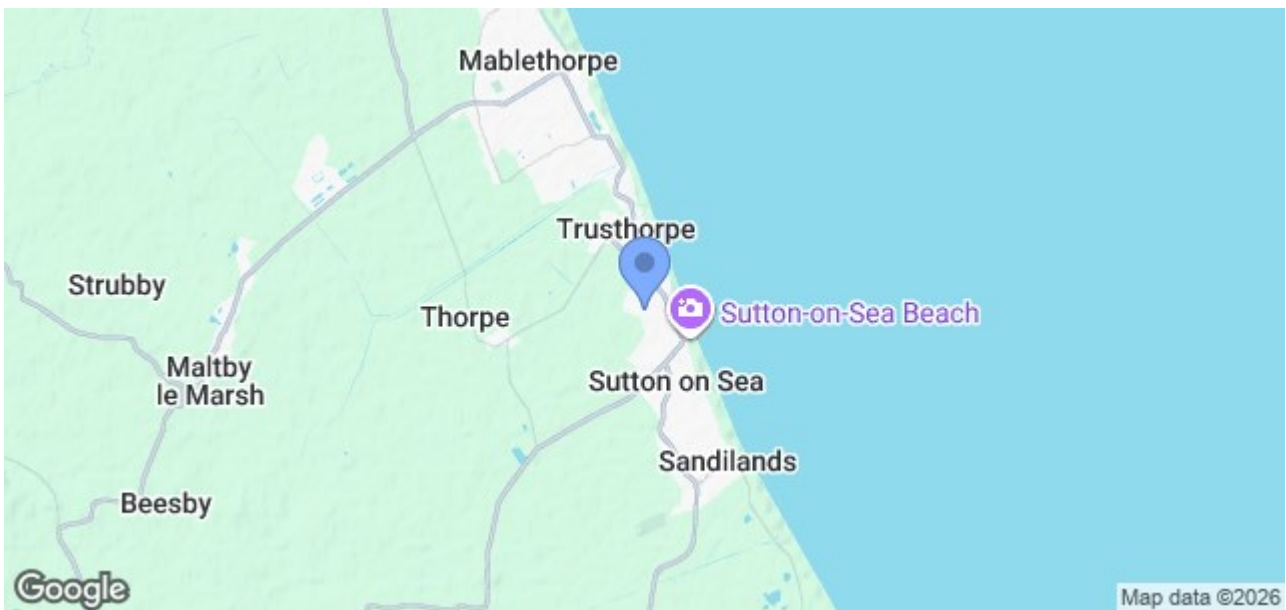 Mablethorpe
Trusthorpe
Strubby
Thorpe
Sutton-on-Sea Beach
Maltby
le Marsh
Sutton on Sea
Sandilands
Beesby
Google
Map data ©2026